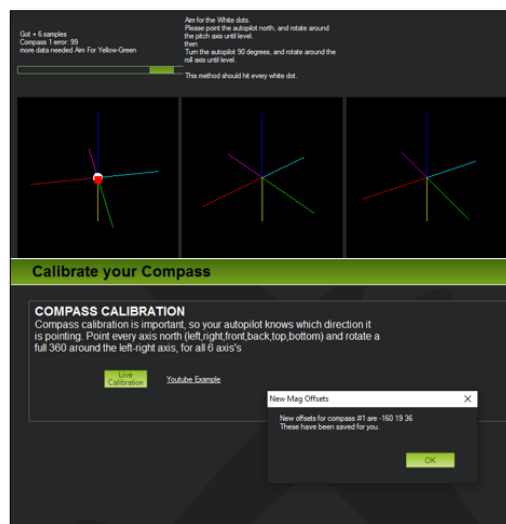 Got + 6 samples
Compass 1 error: 99
more data needed Aim For Yellow-Green
Aim for the White dots.
Please point the autopilot north, and rotate around
the pitch axis until level.
then
Turn the autopilot 90 degrees, and rotate around the
roll axis until level.
This method should hit every white dot.
Calibrate your Compass
COMPASS CALIBRATION
Compass calibration is important, so your autopilot knows which direction it
is pointing. Point every axis north (left,right,front,back,top,bottom) and rotate a
full 360 around the left-right axis, for all 6 axis's
Live
Calibration
Youtube Example
New Mag Offsets
New offsets for compass #1 are -160 19 36
These have been saved for you.
OK